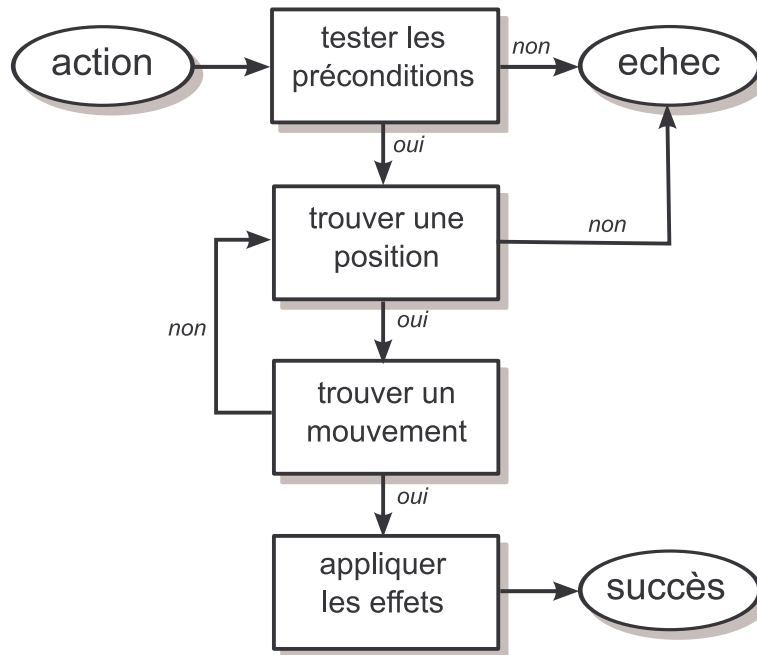 action
tester les
préconditions
non
echec
oui
trouver une
position
non
non
oui
trouver un
mouvement
oui
appliquer
les effets
succès